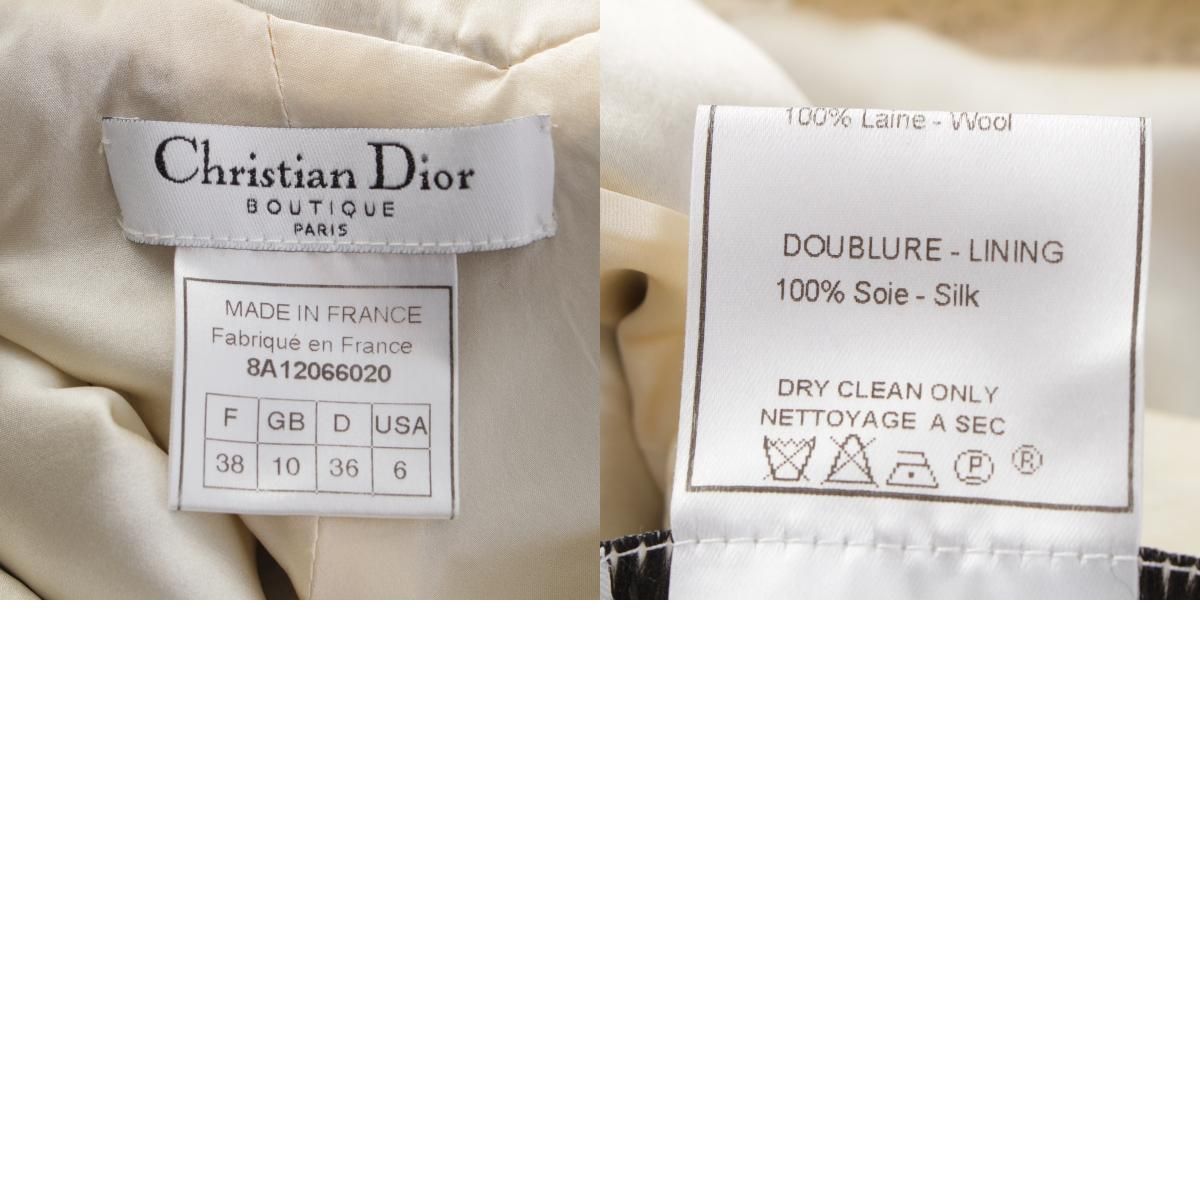 Christian Dior
BOUTIQUE
PARIS
MADE IN FRANCE
Fabriqué en France
8A12066020
F GB D USA
38 10 36 6
100% Laine - Wool
DOUBLURE - LINING
100% Soie - Silk
DRY CLEAN ONLY
NETTOYAGE A SEC
P ®